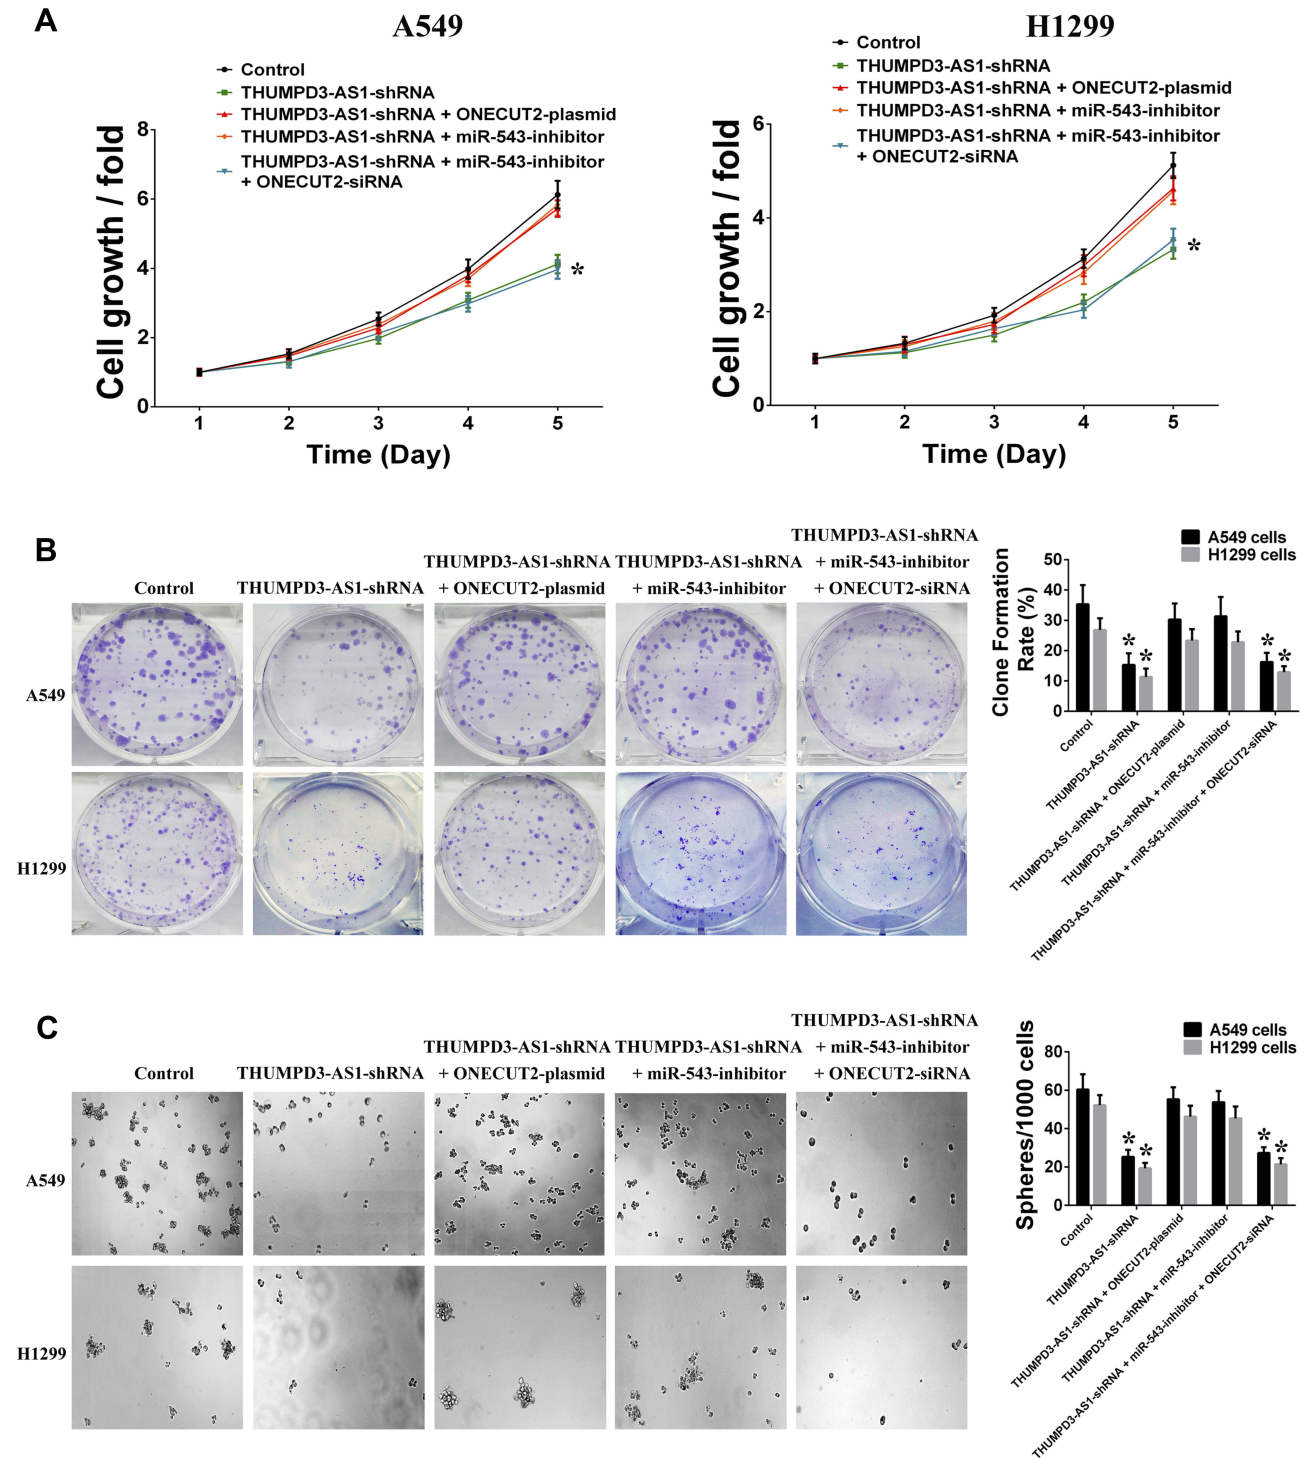 A
A549
Control
THUMPD3-AS1-shRNA
THUMPD3-AS1-shRNA + ONECUT2-plasmid
THUMPD3-AS1-shRNA + miR-543-inhibitor
THUMPD3-AS1-shRNA + miR-543-inhibitor
+ ONECUT2-siRNA
Cell growth / fold
8
6
4
2
0
*
1 2 3 4 5
Time (Day)
H1299
Control
THUMPD3-AS1-shRNA
THUMPD3-AS1-shRNA + ONECUT2-plasmid
THUMPD3-AS1-shRNA + miR-543-inhibitor
THUMPD3-AS1-shRNA + miR-543-inhibitor
+ ONECUT2-siRNA
Cell growth / fold
6
4
2
0
*
1 2 3 4 5
Time (Day)
B
Control
THUMPD3-AS1-shRNA
THUMPD3-AS1-shRNA
+ ONECUT2-plasmid
THUMPD3-AS1-shRNA
+ miR-543-inhibitor
THUMPD3-AS1-shRNA
+ miR-543-inhibitor
+ ONECUT2-siRNA
A549
H1299
A549 cells
H1299 cells
Clone Formation
Rate (%)
50
40
30
20
10
0
* * * *
Control
THUMPD3-AS1-shRNA
THUMPD3-AS1-shRNA + ONECUT2-plasmid
THUMPD3-AS1-shRNA + miR-543-inhibitor
THUMPD3-AS1-shRNA + miR-543-inhibitor + ONECUT2-siRNA
C
Control
THUMPD3-AS1-shRNA
THUMPD3-AS1-shRNA
+ ONECUT2-plasmid
THUMPD3-AS1-shRNA
+ miR-543-inhibitor
THUMPD3-AS1-shRNA
+ miR-543-inhibitor
+ ONECUT2-siRNA
A549
H1299
A549 cells
H1299 cells
Spheres/1000 cells
80
60
40
20
0
* * * *
Control
THUMPD3-AS1-shRNA
THUMPD3-AS1-shRNA + ONECUT2-plasmid
THUMPD3-AS1-shRNA + miR-543-inhibitor
THUMPD3-AS1-shRNA + miR-543-inhibitor + ONECUT2-siRNA